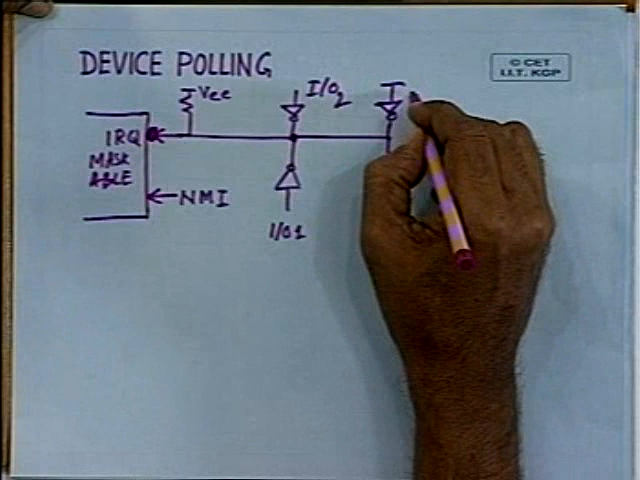 DEVICE POLLING
© CET
I.I.T. KGP
Vcc
I/O2
IRQ
MASK
ABLE
NMI
I/O1